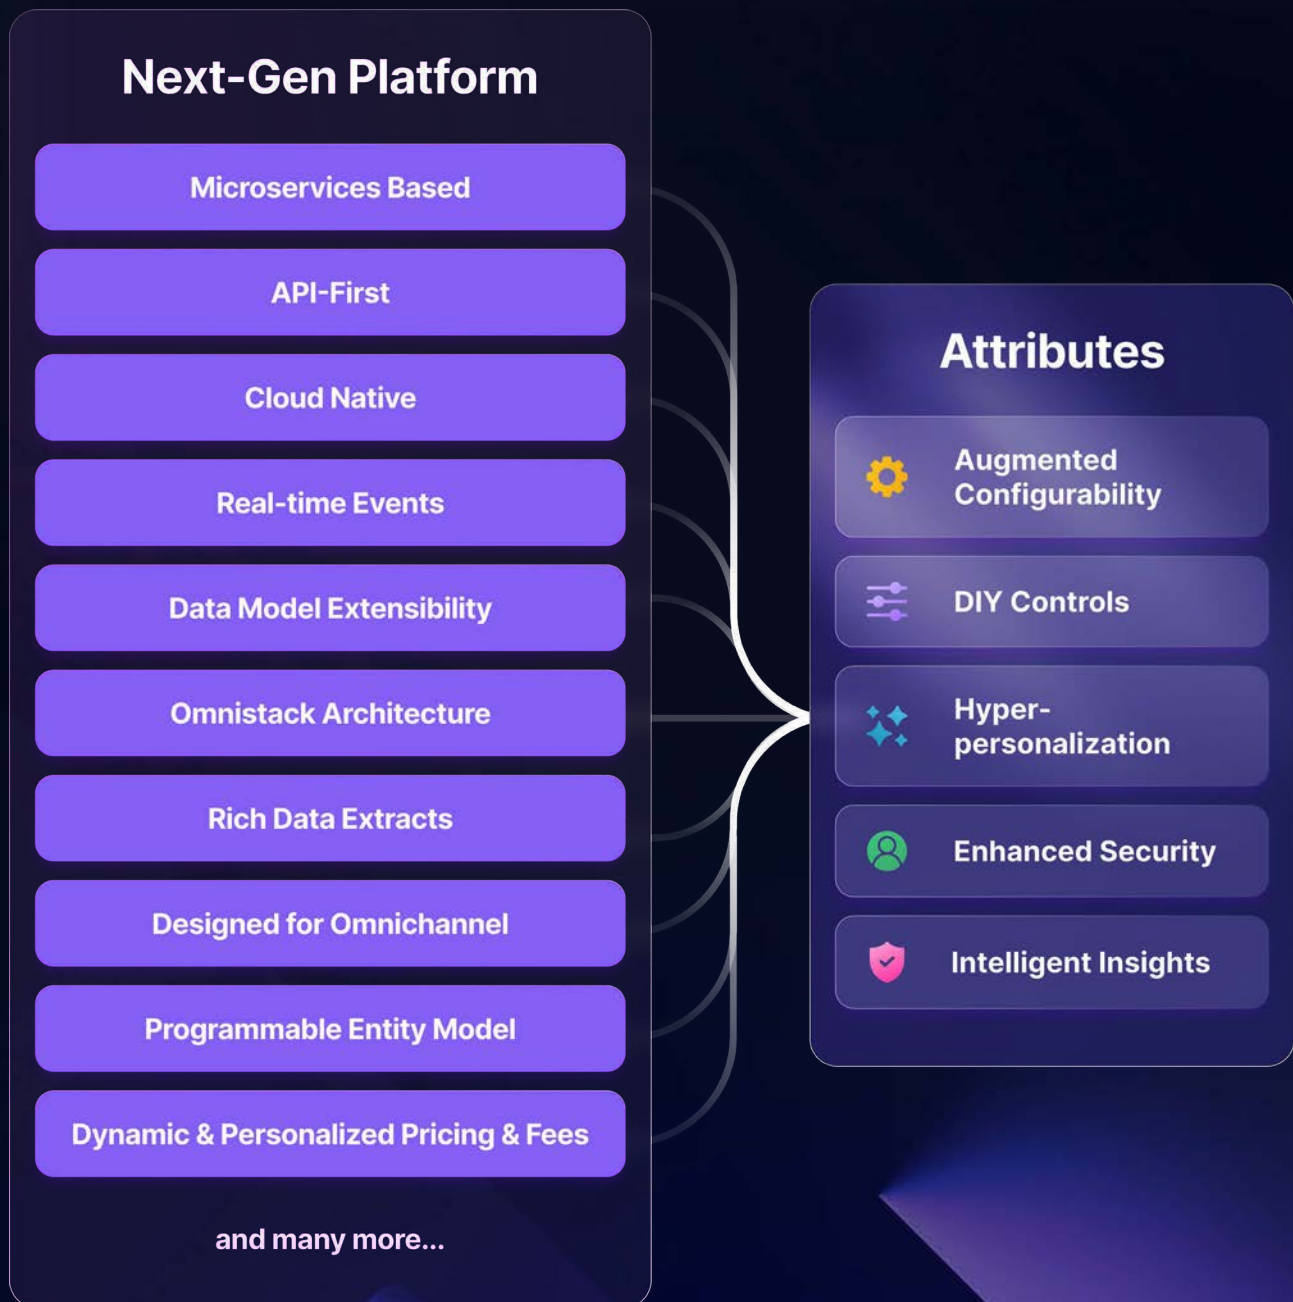 Next-Gen Platform
Microservices Based
API-First
Cloud Native
Real-time Events
Data Model Extensibility
Omnistack Architecture
Rich Data Extracts
Designed for Omnichannel
Programmable Entity Model
Dynamic & Personalized Pricing & Fees
and many more...
Attributes
Augmented
Configurability
DIY Controls
Hyper-
personalization
Enhanced Security
Intelligent Insights